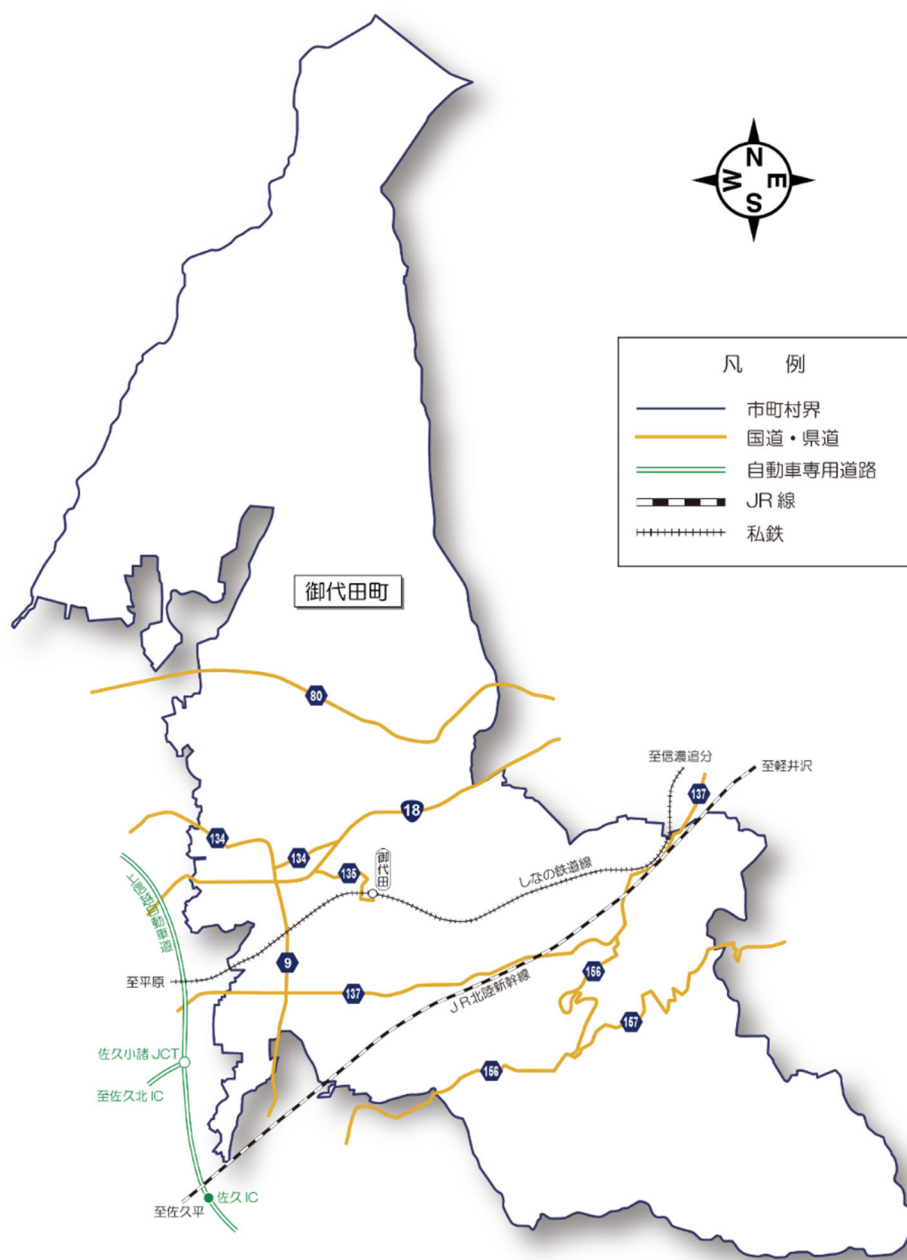 N
W
E
S
凡 例
市町村界
国道・県道
自動車専用道路
JR線
私鉄
御代田町
80
至信濃追分
至軽井沢
137
18
134
134
135
御代田
しなの鉄道線
上信越自動車道
9
至平原
137
156
JR北陸新幹線
157
佐久小諸JCT
156
至佐久北IC
佐久IC
至佐久平